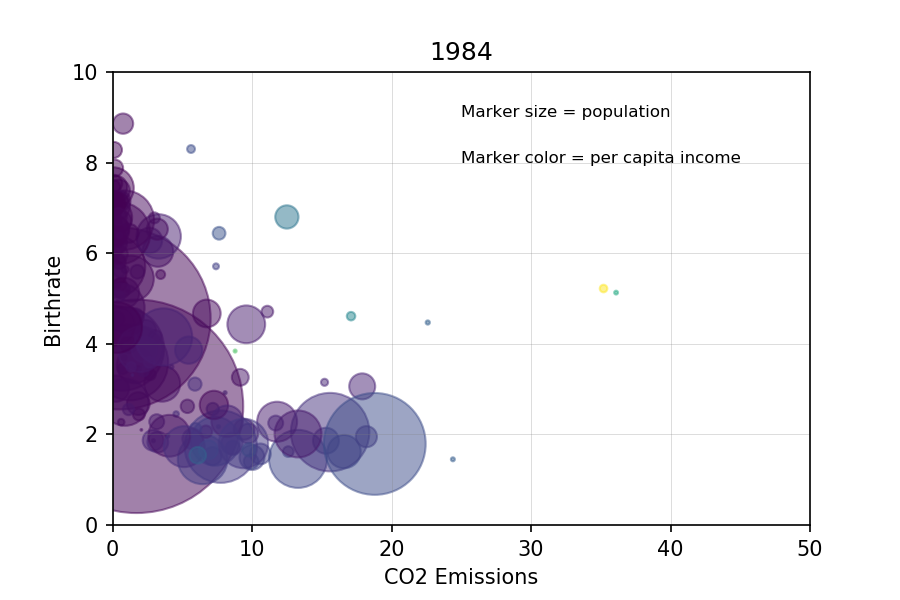 1984
Marker size = population
Marker color = per capita income
10
8
6
4
2
0
Birthrate
0 10 20 30 40 50
CO2 Emissions